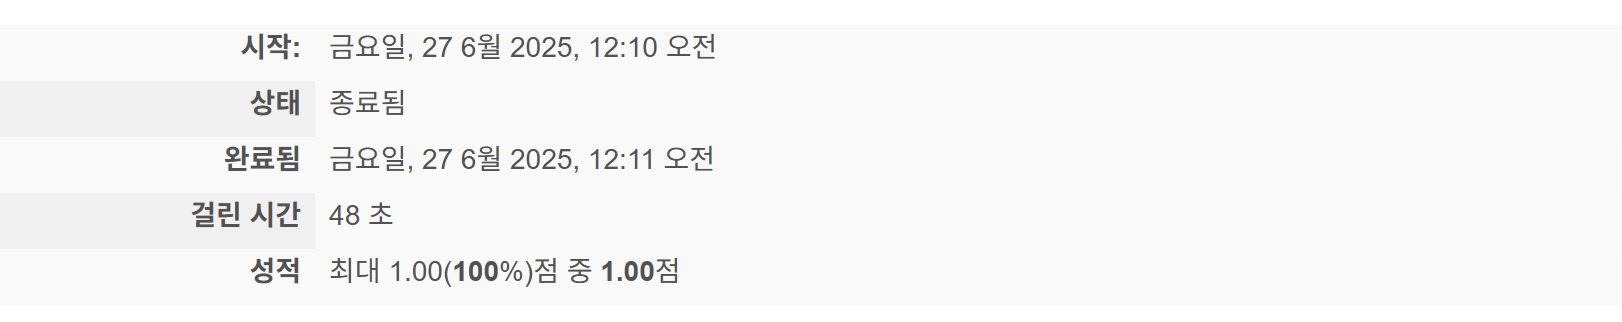 시작: 금요일, 27 6월 2025, 12:10 오전
상태 종료됨
완료됨 금요일, 27 6월 2025, 12:11 오전
걸린 시간 48 초
성적 최대 1.00(100%)점 중 1.00점